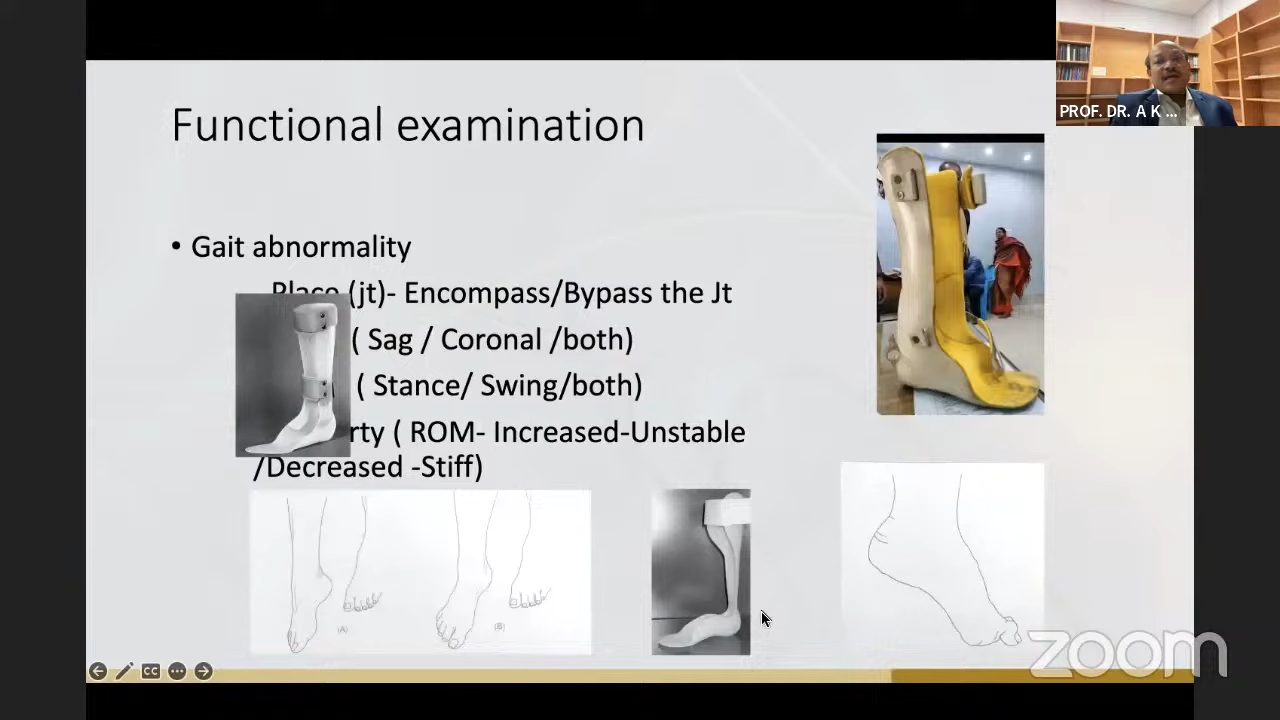 PROF. DR. A K ...
Functional examination
• Gait abnormality
Place (jt)- Encompass/Bypass the Jt
( Sag / Coronal /both)
( Stance/ Swing/both)
rty ( ROM- Increased-Unstable
/Decreased -Stiff)
(A)
(B)
CC
zoom